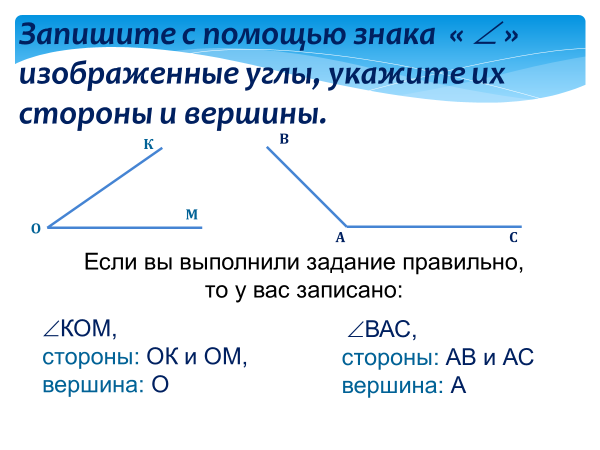 Запишите с помощью знака « ∠ »
изображенные углы, укажите их
стороны и вершины.
К
В
М
О
А
С
Если вы выполнили задание правильно,
то у вас записано:
∠КОМ,
стороны: ОК и ОМ,
вершина: О
∠ВАС,
стороны: АВ и АС
вершина: А